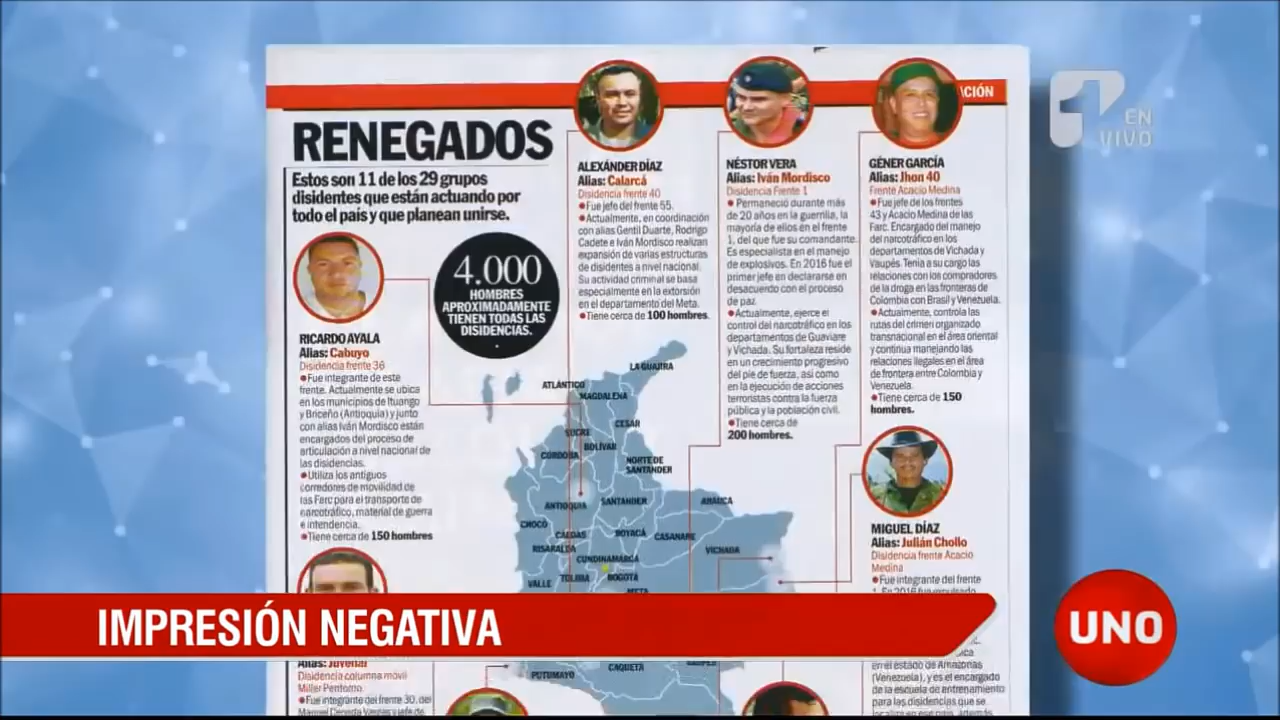 ACIÓN
1 EN
VIVO
RENEGADOS
Estos son 11 de los 29 grupos
disidentes que están actuando por
todo el país y que planean unirse.
4.000
HOMBRES
APROXIMADAMENTE
TIENEN TODAS LAS
DISIDENCIAS.
RICARDO AYALA
Alias: Cabuyo
Disidencia frente 36
•Fue integrante de este
frente. Actualmente se ubica
en los municipios de Ituango
y Briceño (Antioquia) y junto
con alias Iván Mordisco están
encargados del proceso de
articulación a nivel nacional de
las disidencias.
•Utiliza los antiguos
corredores de movilidad de
las Farc para el transporte de
narcotráfico, material de guerra
e intendencia.
•Tiene cerca de 150 hombres
ALEXÁNDER DÍAZ
Alias: Calarcá
Disidencia frente 40
•Fue jefe del frente 55.
•Actualmente, en coordinación
con alias Gentil Duarte, Rodrigo
Cadete e Iván Mordisco realizan
expansión de varias estructuras
de disidentes a nivel nacional.
Su actividad criminal se basa
especialmente en la extorsión
en el departamento del Meta.
•Tiene cerca de 100 hombres.
NÉSTOR VERA
Alias: Iván Mordisco
Disidencia Frente 1
•Permaneció durante más
de 20 años en la guerrilla, la
mayoría de ellos en el frente
1, del que fue su comandante.
Es especialista en el manejo
de explosivos. En 2016 fue el
primer jefe en declararse en
desacuerdo con el proceso
de paz.
•Actualmente, ejerce el
control del narcotráfico en los
departamentos de Guaviare
y Vichada. Su fortaleza reside
en un crecimiento progresivo
del pie de fuerza, así como
en la ejecución de acciones
terroristas contra la fuerza
pública y la población civil.
•Tiene cerca de
200 hombres.
GÉNER GARCÍA
Alias: Jhon 40
Frente Acacio Medina
•Fue jefe de los frentes
43 y Acacio Medina de las
Farc. Encargado del manejo
del narcotráfico en los
departamentos de Vichada y
Vaupés. Tenía a su cargo las
relaciones con los compradores
de la droga en las fronteras de
Colombia con Brasil y Venezuela.
•Actualmente, controla las
rutas del crimen organizado
transnacional en el área oriental
y continua manejando las
relaciones ilegales en el área
de frontera entre Colombia y
Venezuela.
•Tiene cerca de 150
hombres.
MIGUEL DÍAZ
Alias: Julián Chollo
Disidencia frente Acacio
Medina
•Fue integrante del frente
1. En 2016 fue expulsado
en el estado de Amazonas
(Venezuela), y es el encargado
de la escuela de entrenamiento
para las disidencias que se
LA GUAJIRA
ATLÁNTICO
MAGDALENA
CESAR
SUCRE
BOLÍVAR
CÓRDOBA
NORTE DE
SANTANDER
ANTIOQUIA
SANTANDER
ARAUCA
CHOCÓ
CALDAS
BOYACÁ
CASANARE
RISARALDA
VICHADA
CUNDINAMARCA
VALLE
TOLIMA
BOGOTÁ
META
PUTUMAYO
CAQUETÁ
VAUPÉS
IMPRESIÓN NEGATIVA
UNO
Alias: Juvenal
Disidencia columna móvil
Miller Perdomo.
•Fue integrante del frente 30, del